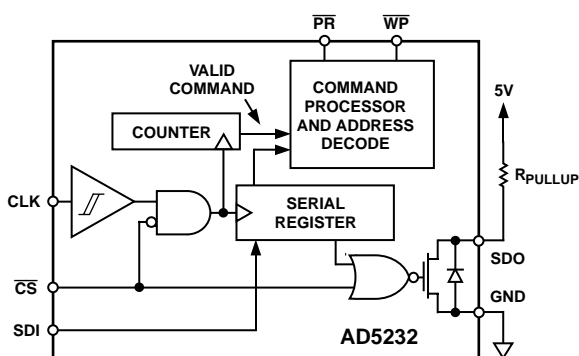 PR WP
VALID
COMMAND
COMMAND
PROCESSOR
AND ADDRESS
DECODE
5V
COUNTER
RPULLUP
CLK
SERIAL
REGISTER
SDO
CS
GND
SDI
AD5232